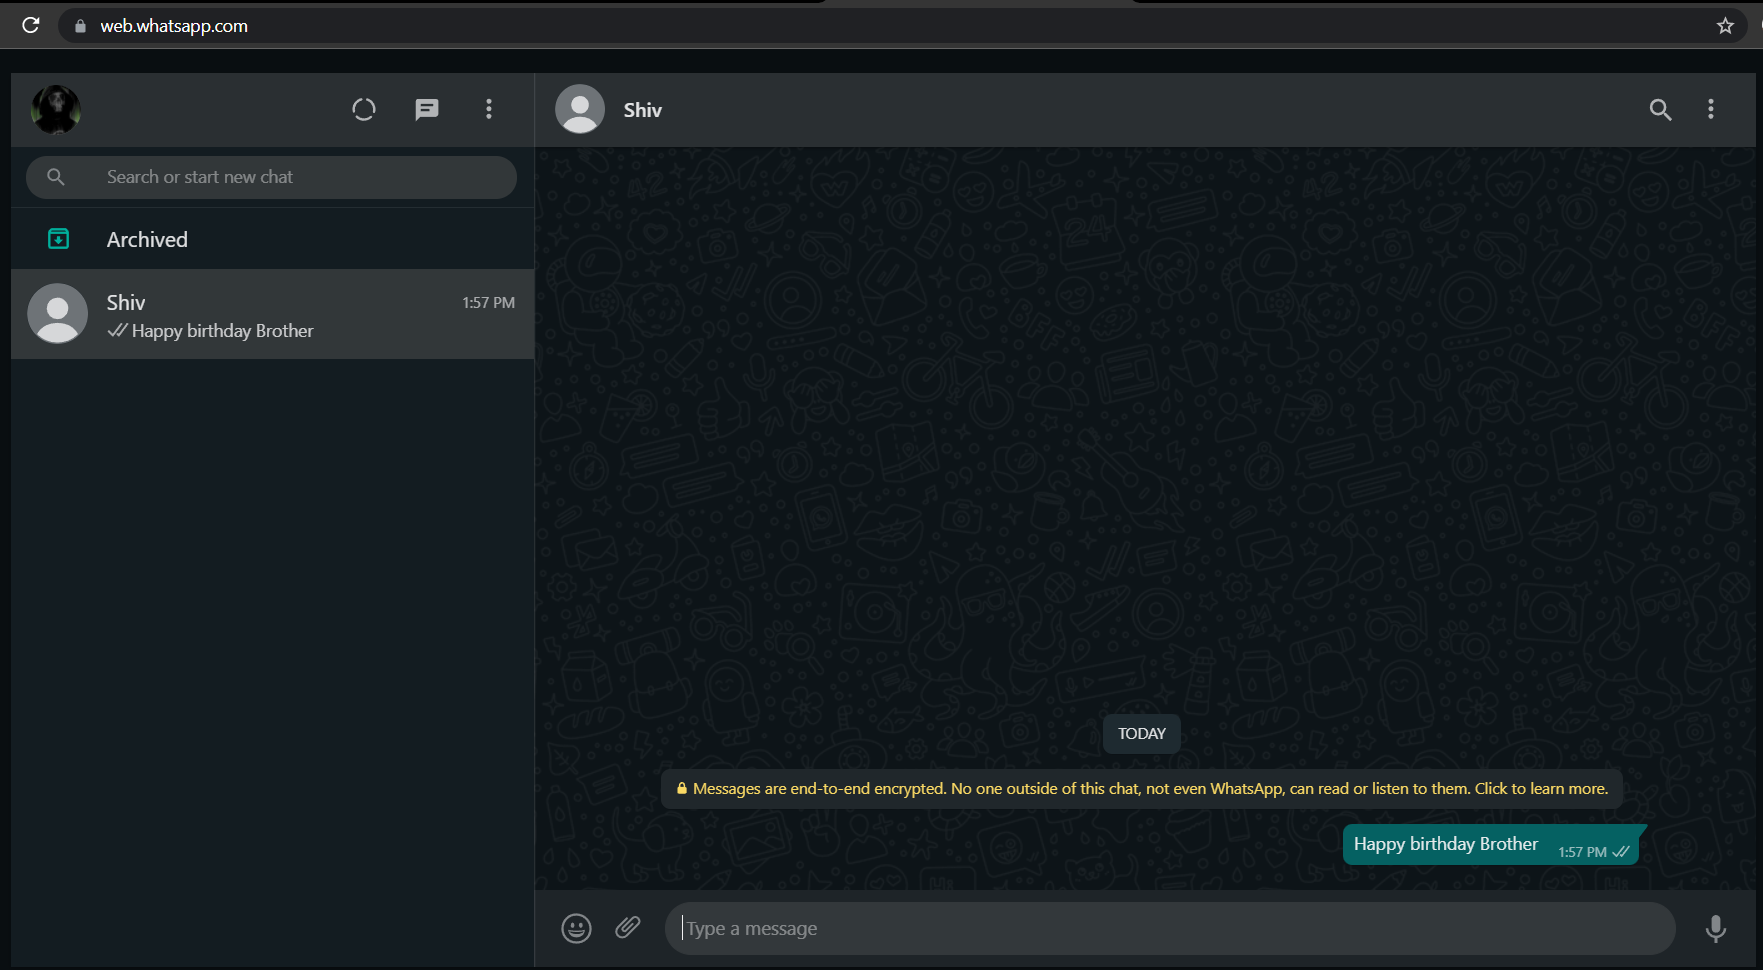 web.whatsapp.com
Shiv
Search or start new chat
Archived
Shiv
1:57 PM
Happy birthday Brother
TODAY
Messages are end-to-end encrypted. No one outside of this chat, not even WhatsApp, can read or listen to them. Click to learn more.
Happy birthday Brother 1:57 PM
Type a message